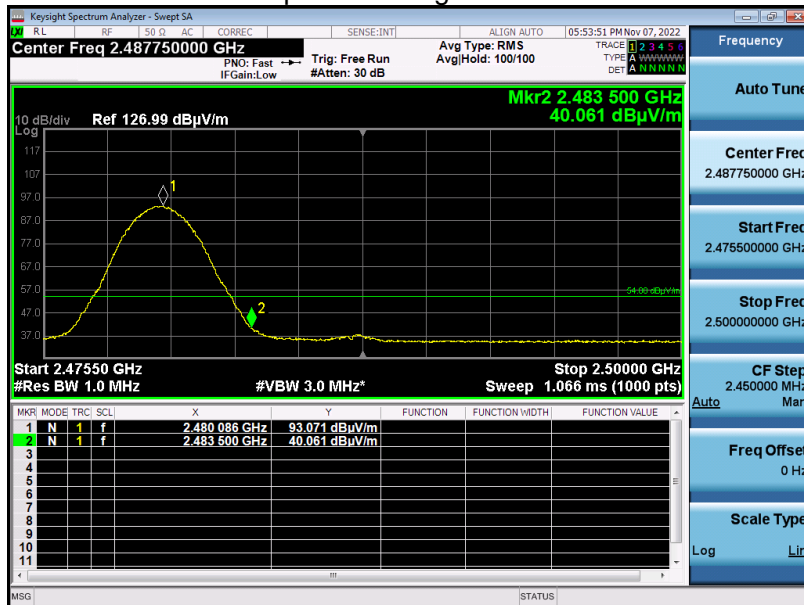 Keysight Spectrum Analyzer - Swept SA
RL RF 50 Ω AC CORREC SENSE:INT ALIGN AUTO 05:53:51 PM Nov 07, 2022
Center Freq 2.487750000 GHz
PNO: Fast
IFGain:Low
Trig: Free Run
#Atten: 30 dB
Avg Type: RMS
Avg|Hold: 100/100
TRACE 1 2 3 4 5 6
TYPE A WWWWW
DET A N N N N N
Mkr2 2.483 500 GHz
40.061 dBµV/m
10 dB/div Ref 126.99 dBµV/m
Log
117
107
97.0
87.0
77.0
67.0
57.0
47.0
37.0
1
2
54.00 dBµV/m
Start 2.47550 GHz Stop 2.50000 GHz
#Res BW 1.0 MHz #VBW 3.0 MHz* Sweep 1.066 ms (1000 pts)
MKR MODE TRC SCL X Y FUNCTION FUNCTION WIDTH FUNCTION VALUE
1 N 1 f 2.480 086 GHz 93.071 dBµV/m
2 N 1 f 2.483 500 GHz 40.061 dBµV/m
3
4
5
6
7
8
9
10
11
MSG STATUS
Frequency
Auto Tune
Center Freq
2.487750000 GHz
Start Freq
2.475500000 GHz
Stop Freq
2.500000000 GHz
CF Step
2.450000 MHz
Auto Man
Freq Offset
0 Hz
Scale Type
Log Lin